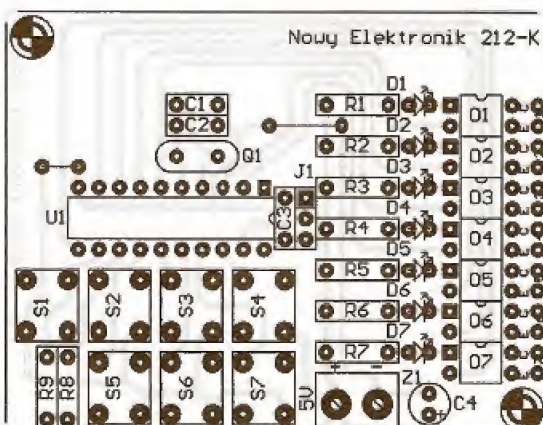 Nowy Elektronik 212-K
D1
C1 R1 O1
C2 D2
Q1 R2 O2
J1 D3
R3 O3
U1 C3 D4
R4 O4
D5
S1 S2 S3 S4 R5 O5
D6
R6 O6
D7
R9 R8 S5 S6 S7 R7 O7
5V + - Z1 C4
+